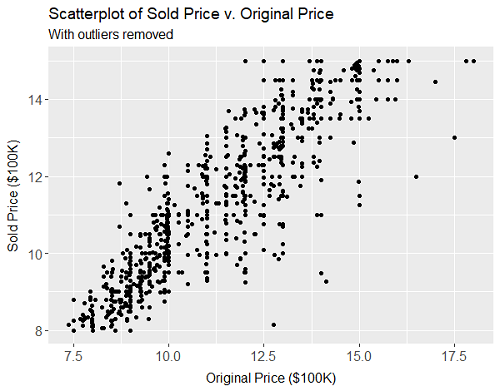 Scatterplot of Sold Price v. Original Price
With outliers removed
14
12
10
8
Sold Price ($100K)
7.5 10.0 12.5 15.0 17.5
Original Price ($100K)